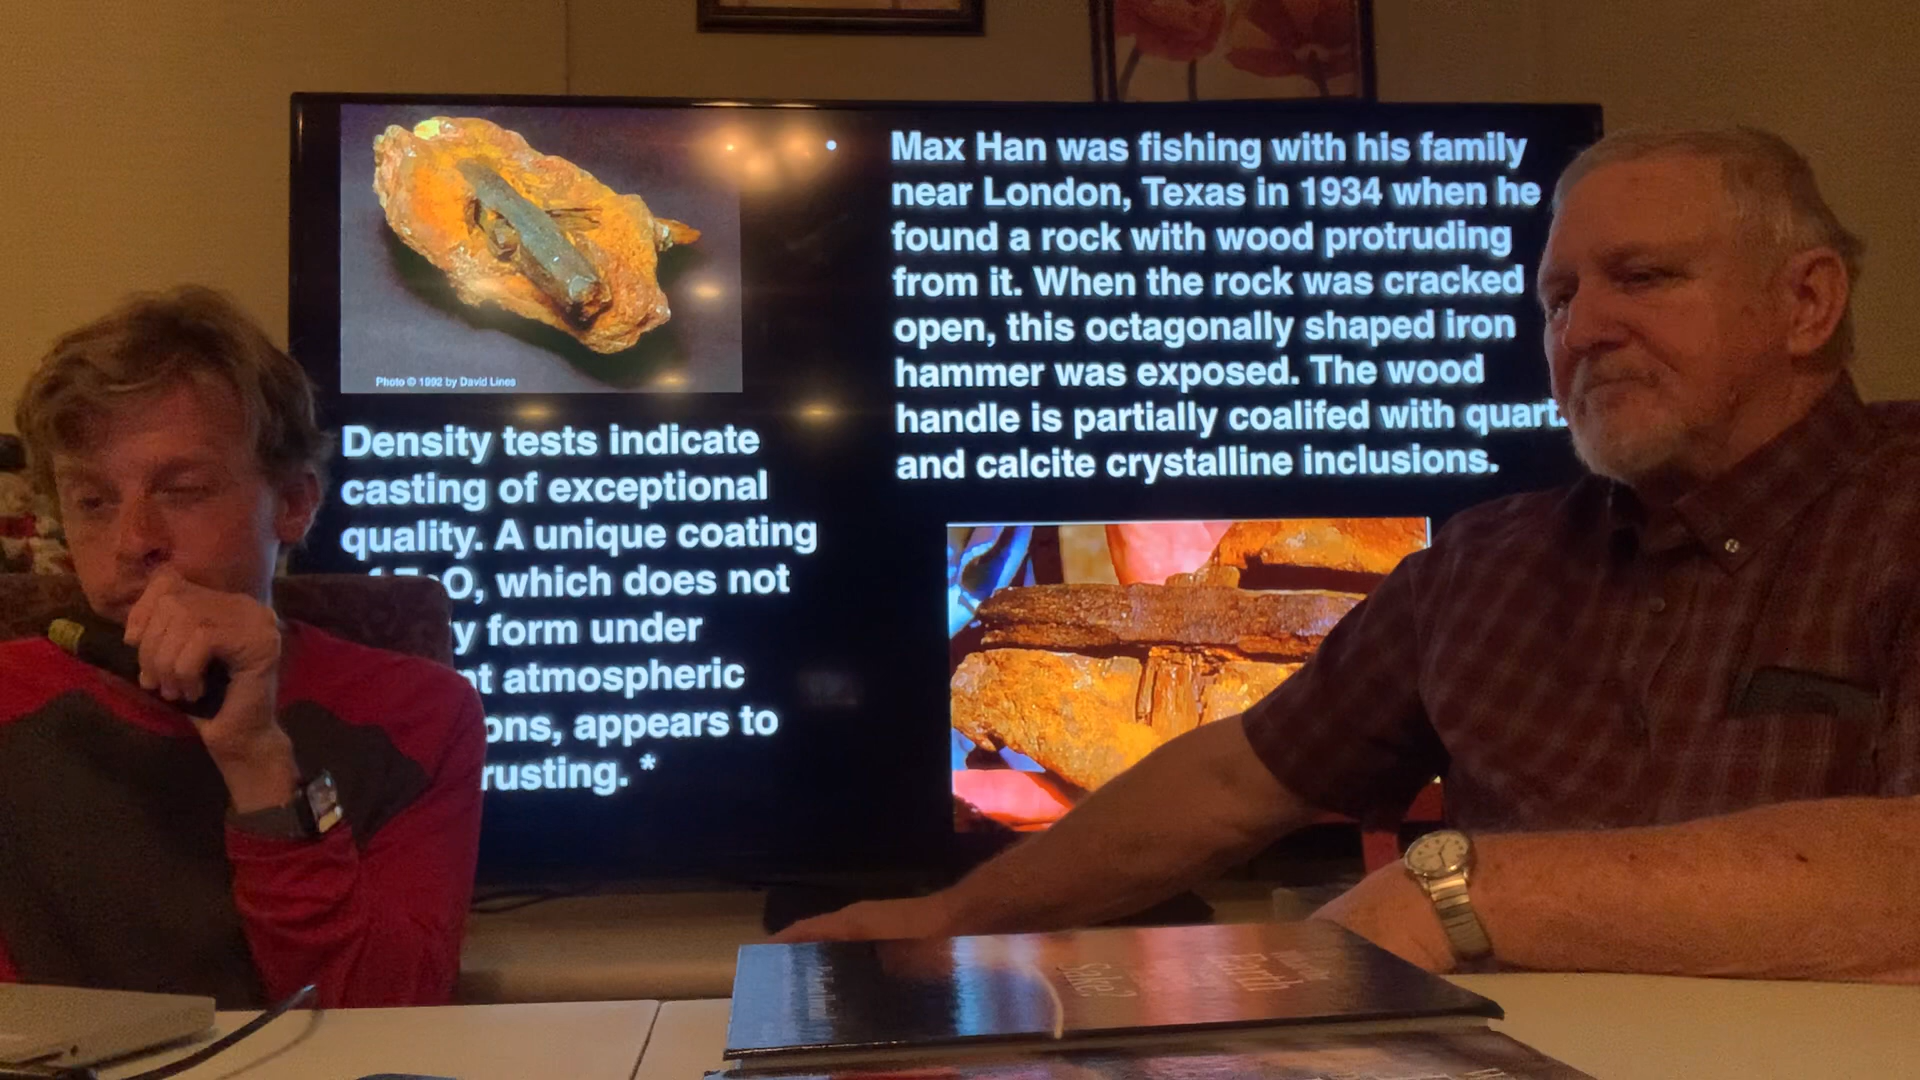 Photo © 1992 by David Lines
Density tests indicate
casting of exceptional
quality. A unique coating
which does not
form under
atmospheric
appears to
rusting. *
• Max Han was fishing with his family
near London, Texas in 1934 when he
found a rock with wood protruding
from it. When the rock was cracked
open, this octagonally shaped iron
hammer was exposed. The wood
handle is partially coalifed with
and calcite crystalline inclusions.
Earth
Sake?